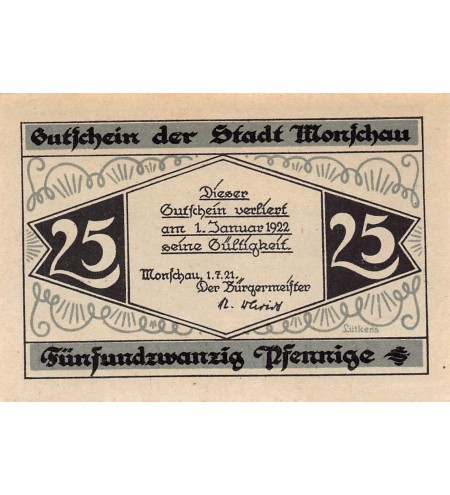 Gutschein der Stadt Monschau
25
Dieser
Gutschein verliert
am 1. Januar 1922
seine Gültigkeit.
Monschau, 1.7.21.
Der Bürgermeister
25
Lütkens
Fünfundzwanzig Pfennige